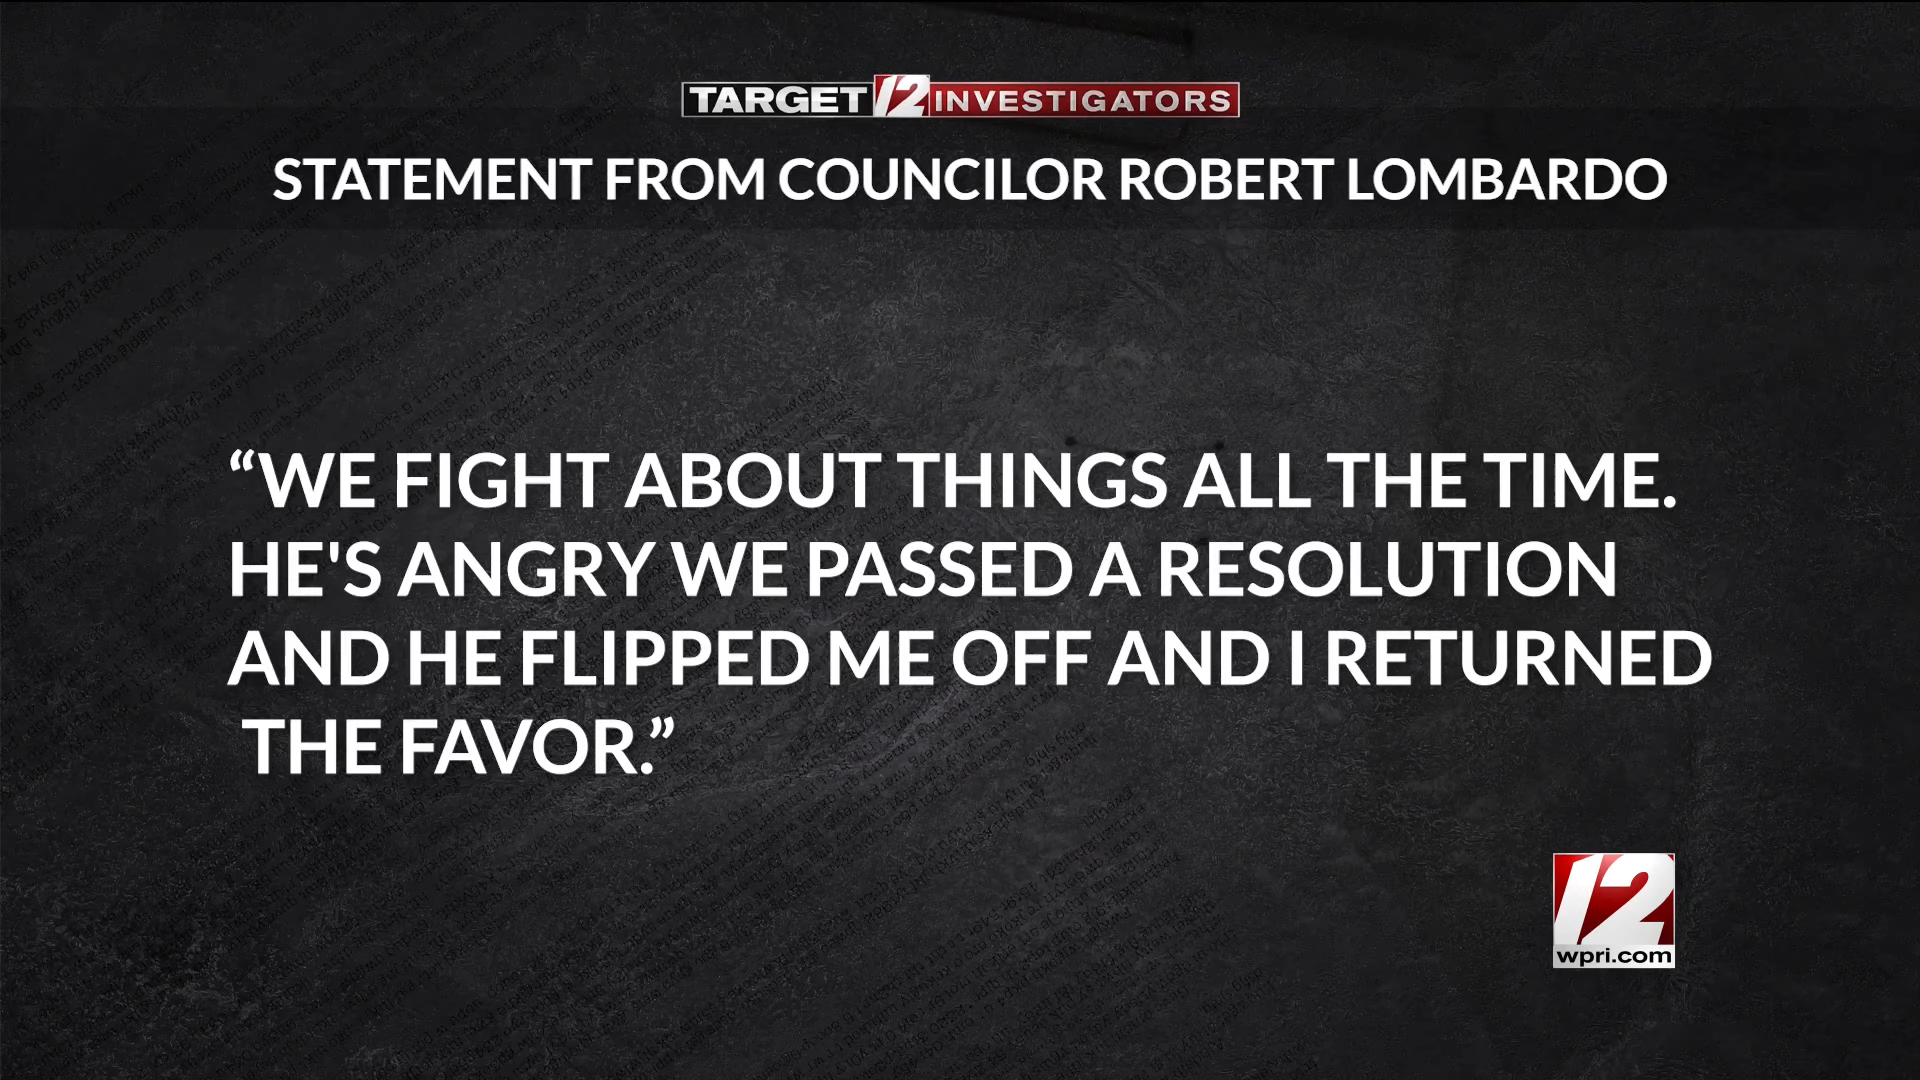 TARGET 12 INVESTIGATORS
STATEMENT FROM COUNCILOR ROBERT LOMBARDO
“WE FIGHT ABOUT THINGS ALL THE TIME.
HE'S ANGRY WE PASSED A RESOLUTION
AND HE FLIPPED ME OFF AND I RETURNED
THE FAVOR.”
12
wpri.com